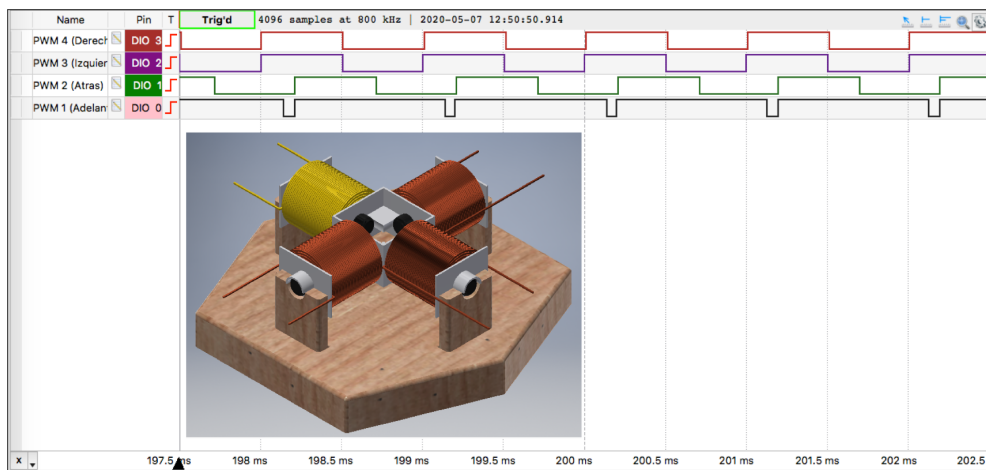 Name Pin T Trig'd 4096 samples at 800 kHz | 2020-05-07 12:50:50.914
PWM 4 (Derech DIO 3
PWM 3 (Izquier DIO 2
PWM 2 (Atras) DIO 1
PWM 1 (Adelan DIO 0
X 197.5 ms 198 ms 198.5 ms 199 ms 199.5 ms 200 ms 200.5 ms 201 ms 201.5 ms 202 ms 202.5